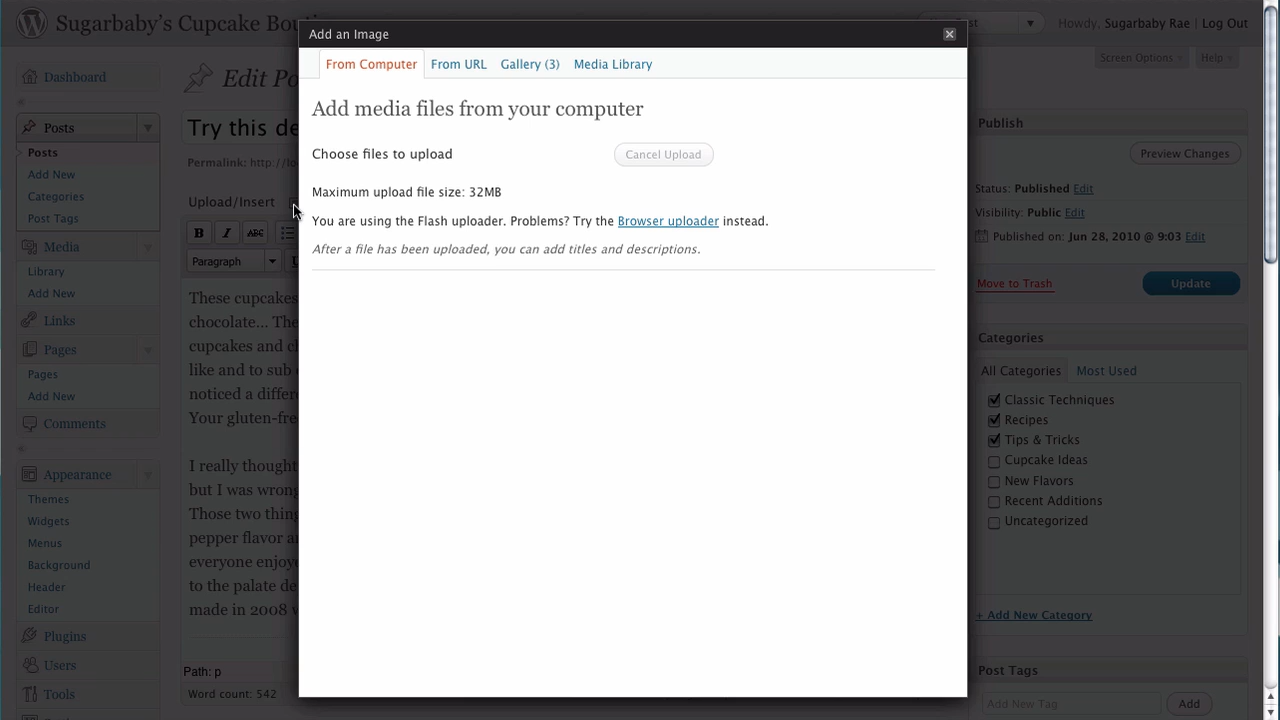 Sugarbaby's Cupcake Bouti
Howdy, Sugarbaby Rae | Log Out
Add an Image
From Computer
From URL
Gallery (3)
Media Library
Screen Options
Help
Dashboard
Edit Po
Add media files from your computer
Posts
Try this de
Publish
Choose files to upload
Cancel Upload
Posts
Permalink: http://lo
Preview Changes
Add New
Maximum upload file size: 32MB
Status: Published Edit
Categories
Upload/Insert
Visibility: Public Edit
Post Tags
You are using the Flash uploader. Problems? Try the Browser uploader instead.
B I ABC
Published on: Jun 28, 2010 @ 9:03 Edit
Media
After a file has been uploaded, you can add titles and descriptions.
Paragraph
U
Library
Move to Trash
Update
Add New
These cupcakes
Links
chocolate... The
Categories
Pages
cupcakes and ch
All Categories
Most Used
Pages
like and to sub
Classic Techniques
Add New
noticed a differe
Recipes
Comments
Your gluten-fre
Tips & Tricks
Cupcake Ideas
Appearance
I really thought
New Flavors
Themes
but I was wrong
Recent Additions
Widgets
Those two thing
Uncategorized
Menus
pepper flavor a
Background
everyone enjoye
Header
to the palate de
Editor
made in 2008 w
+ Add New Category
Plugins
Users
Path: p
Post Tags
Tools
Word count: 542
Add New Tag
Add